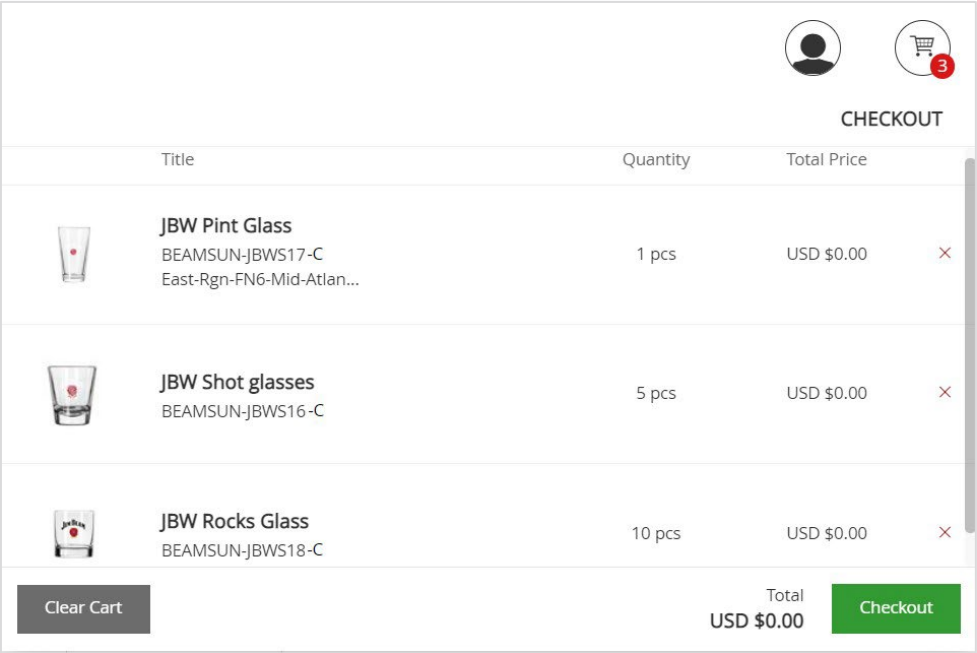 3
CHECKOUT
Title Quantity Total Price
JBW Pint Glass
BEAMSUN-JBWS17-C
East-Rgn-FN6-Mid-Atlan...
1 pcs USD $0.00 ×
JBW Shot glasses
BEAMSUN-JBWS16-C
5 pcs USD $0.00 ×
JIM BEAM
JBW Rocks Glass
BEAMSUN-JBWS18-C
10 pcs USD $0.00 ×
Clear Cart
Total
USD $0.00
Checkout